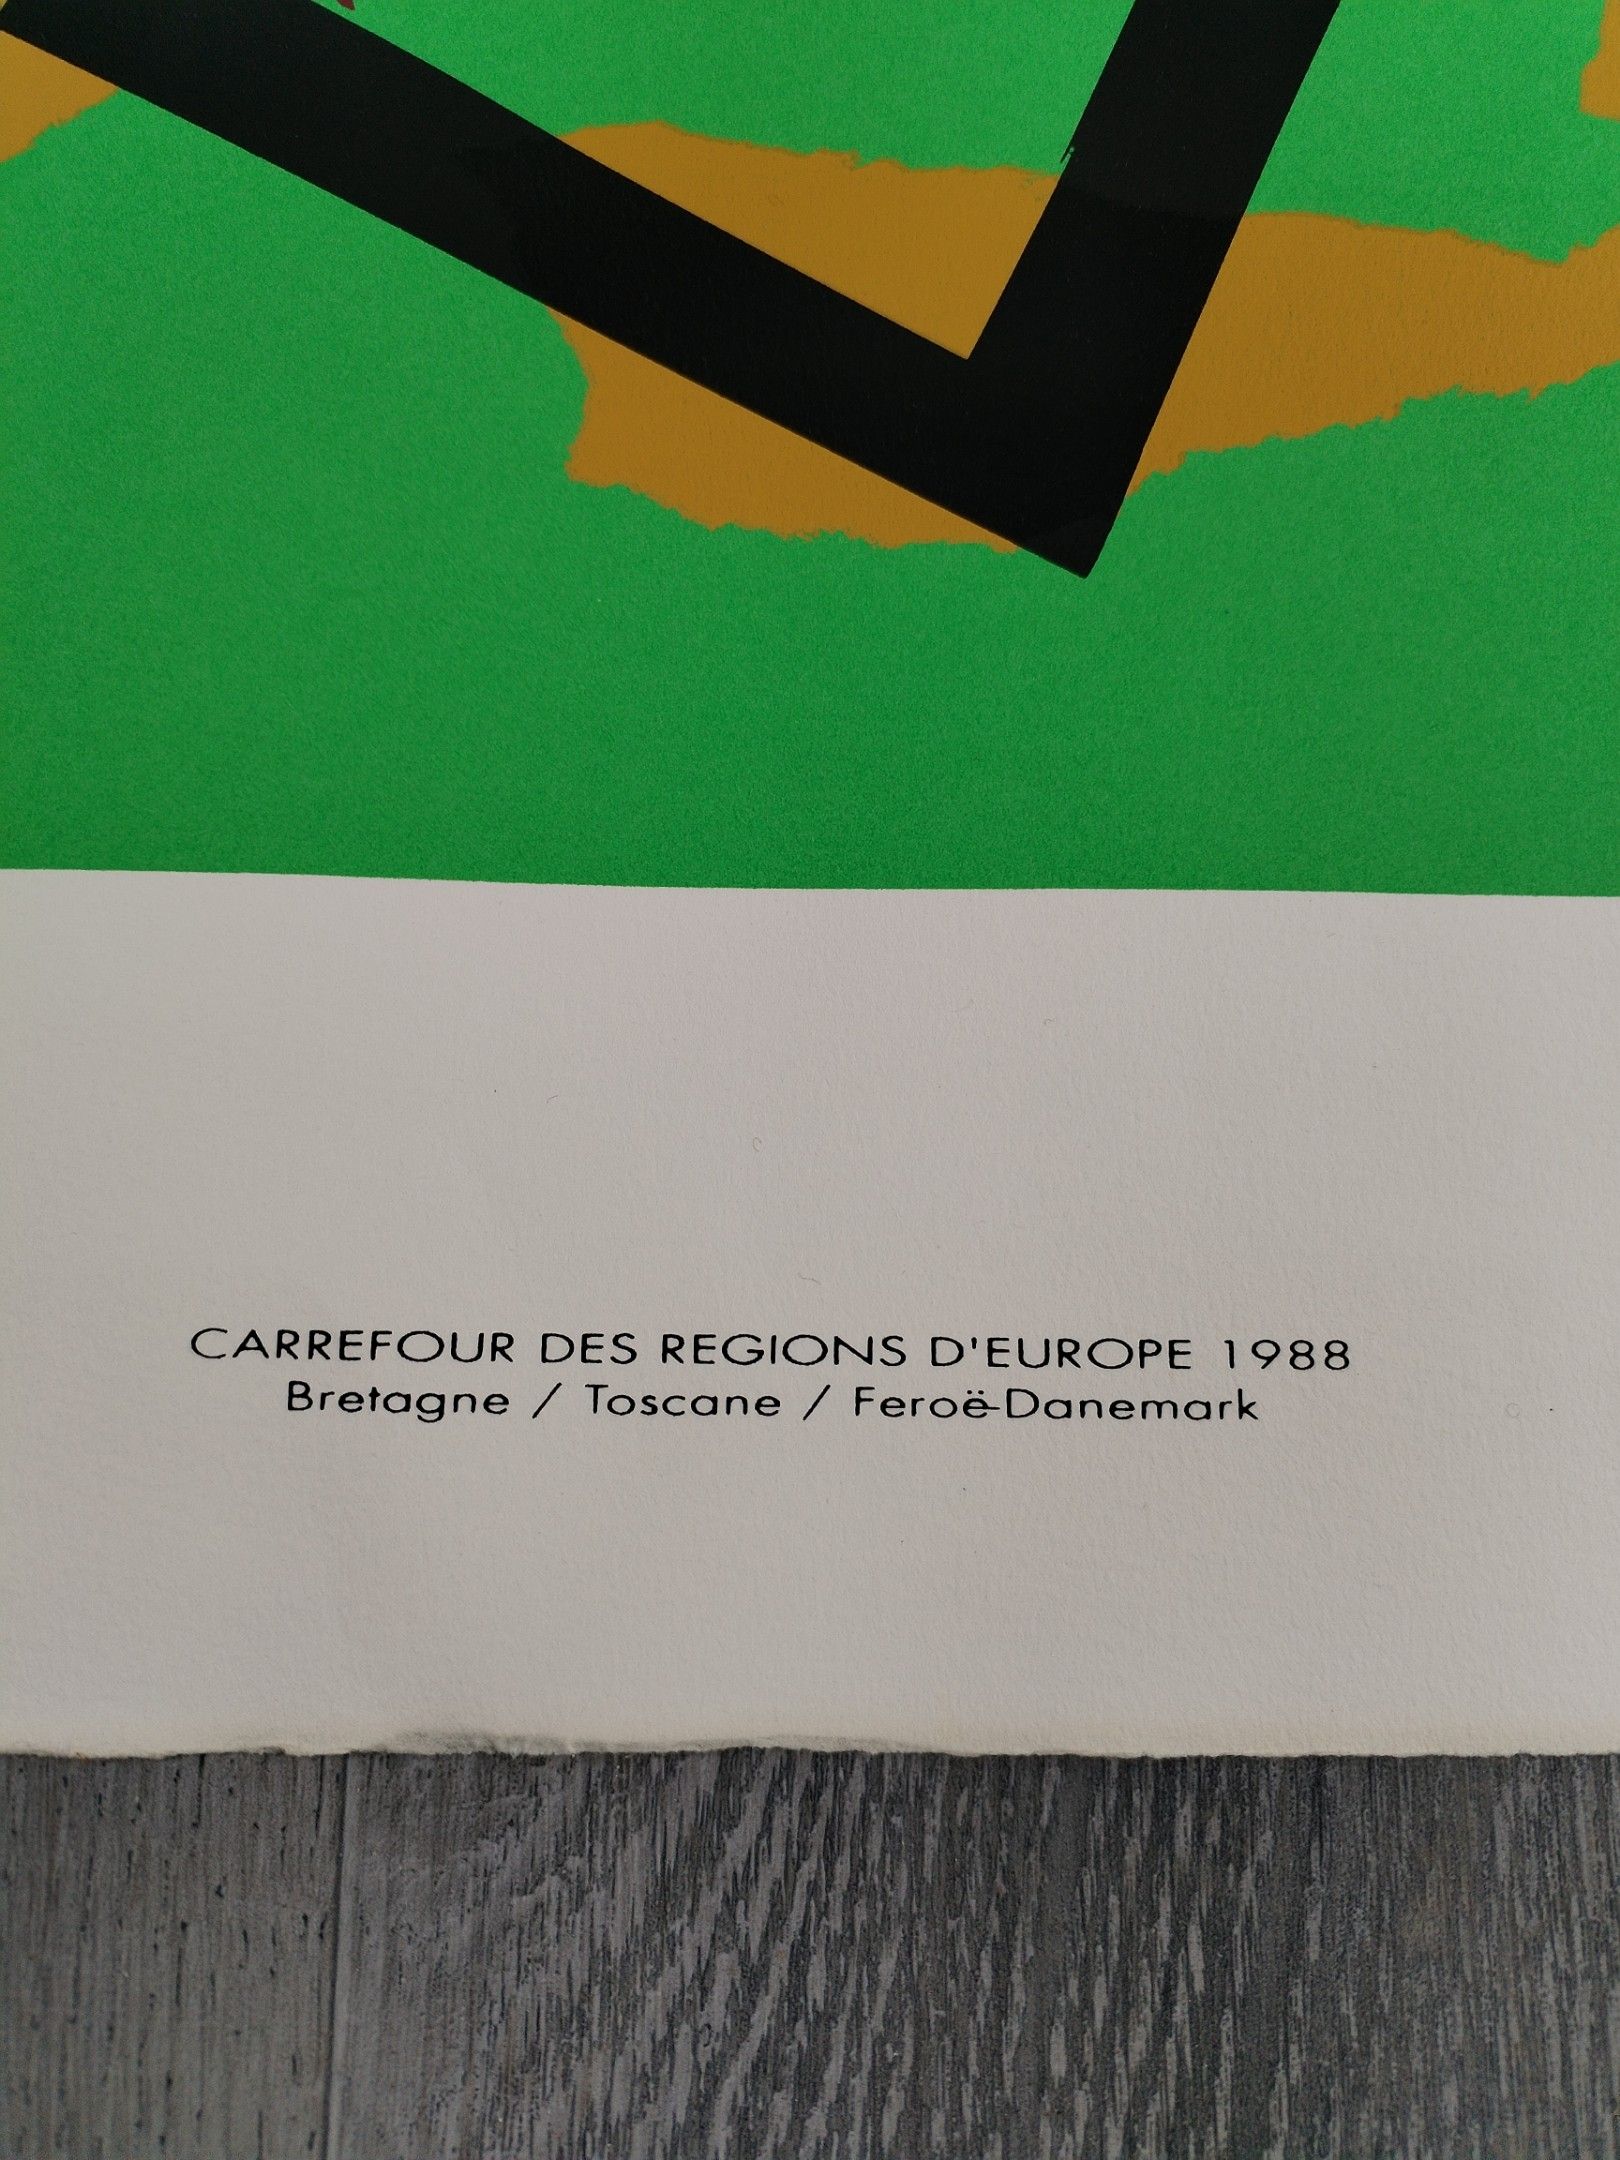 CARREFOUR DES REGIONS D'EUROPE 1988
Bretagne / Toscane / Feroë-Danemark